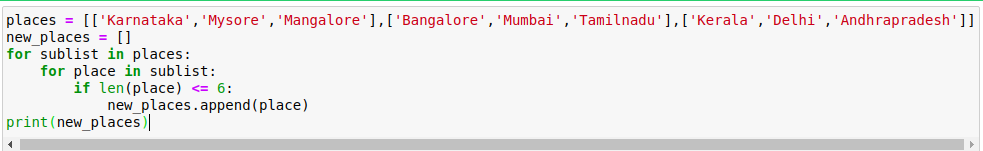 places = [['Karnataka','Mysore','Mangalore'],['Bangalore','Mumbai','Tamilnadu'],['Kerala','Delhi','Andhrapradesh']]
new_places = []
for sublist in places:
    for place in sublist:
        if len(place) <= 6:
            new_places.append(place)
print(new_places)